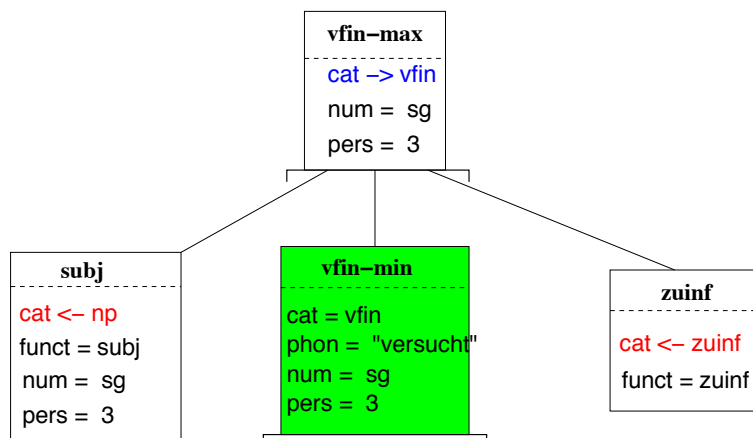 vfin–max
cat –> vfin
num = sg
pers = 3
subj
cat <– np
funct = subj
num = sg
pers = 3
vfin–min
cat = vfin
phon = "versucht"
num = sg
pers = 3
zuinf
cat <– zuinf
funct = zuinf